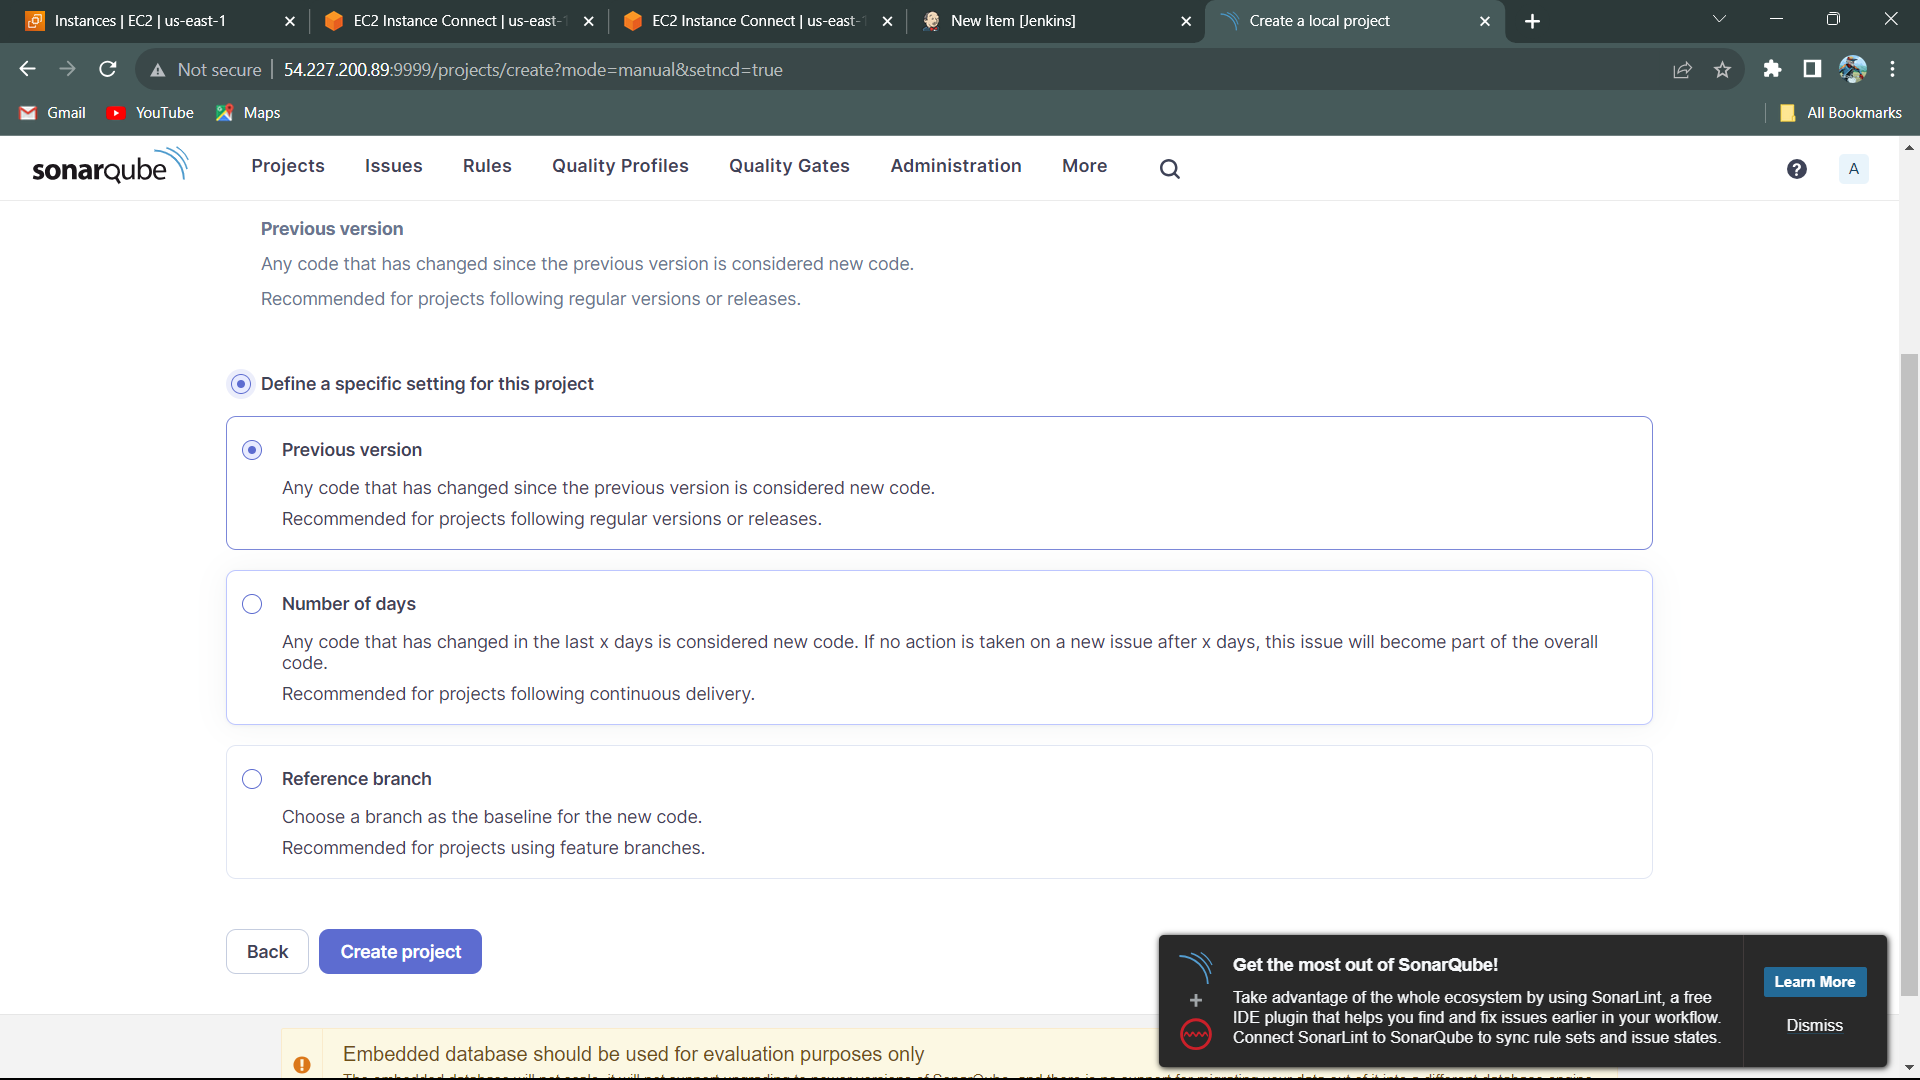 Instances | EC2 | us-east-1
EC2 Instance Connect | us-east-1
EC2 Instance Connect | us-east-1
New Item [Jenkins]
Create a local project
Not secure
54.227.200.89:9999/projects/create?mode=manual&setncd=true
Gmail
YouTube
Maps
All Bookmarks
sonarqube
Projects
Issues
Rules
Quality Profiles
Quality Gates
Administration
More
?
A
Previous version
Any code that has changed since the previous version is considered new code.
Recommended for projects following regular versions or releases.
Define a specific setting for this project
Previous version
Any code that has changed since the previous version is considered new code.
Recommended for projects following regular versions or releases.
Number of days
Any code that has changed in the last x days is considered new code. If no action is taken on a new issue after x days, this issue will become part of the overall
code.
Recommended for projects following continuous delivery.
Reference branch
Choose a branch as the baseline for the new code.
Recommended for projects using feature branches.
Back
Create project
Get the most out of SonarQube!
Take advantage of the whole ecosystem by using SonarLint, a free
IDE plugin that helps you find and fix issues earlier in your workflow.
Connect SonarLint to SonarQube to sync rule sets and issue states.
Learn More
Dismiss
Embedded database should be used for evaluation purposes only